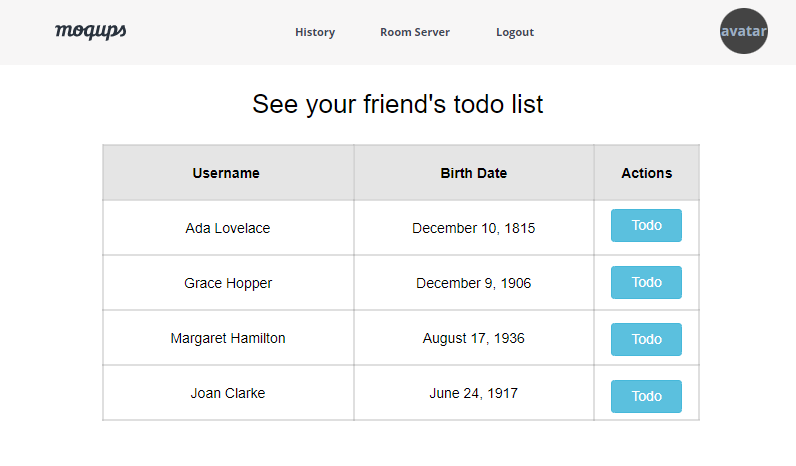 moqups History Room Server Logout avatar
See your friend's todo list
Username Birth Date Actions
Ada Lovelace December 10, 1815 Todo
Grace Hopper December 9, 1906 Todo
Margaret Hamilton August 17, 1936 Todo
Joan Clarke June 24, 1917 Todo